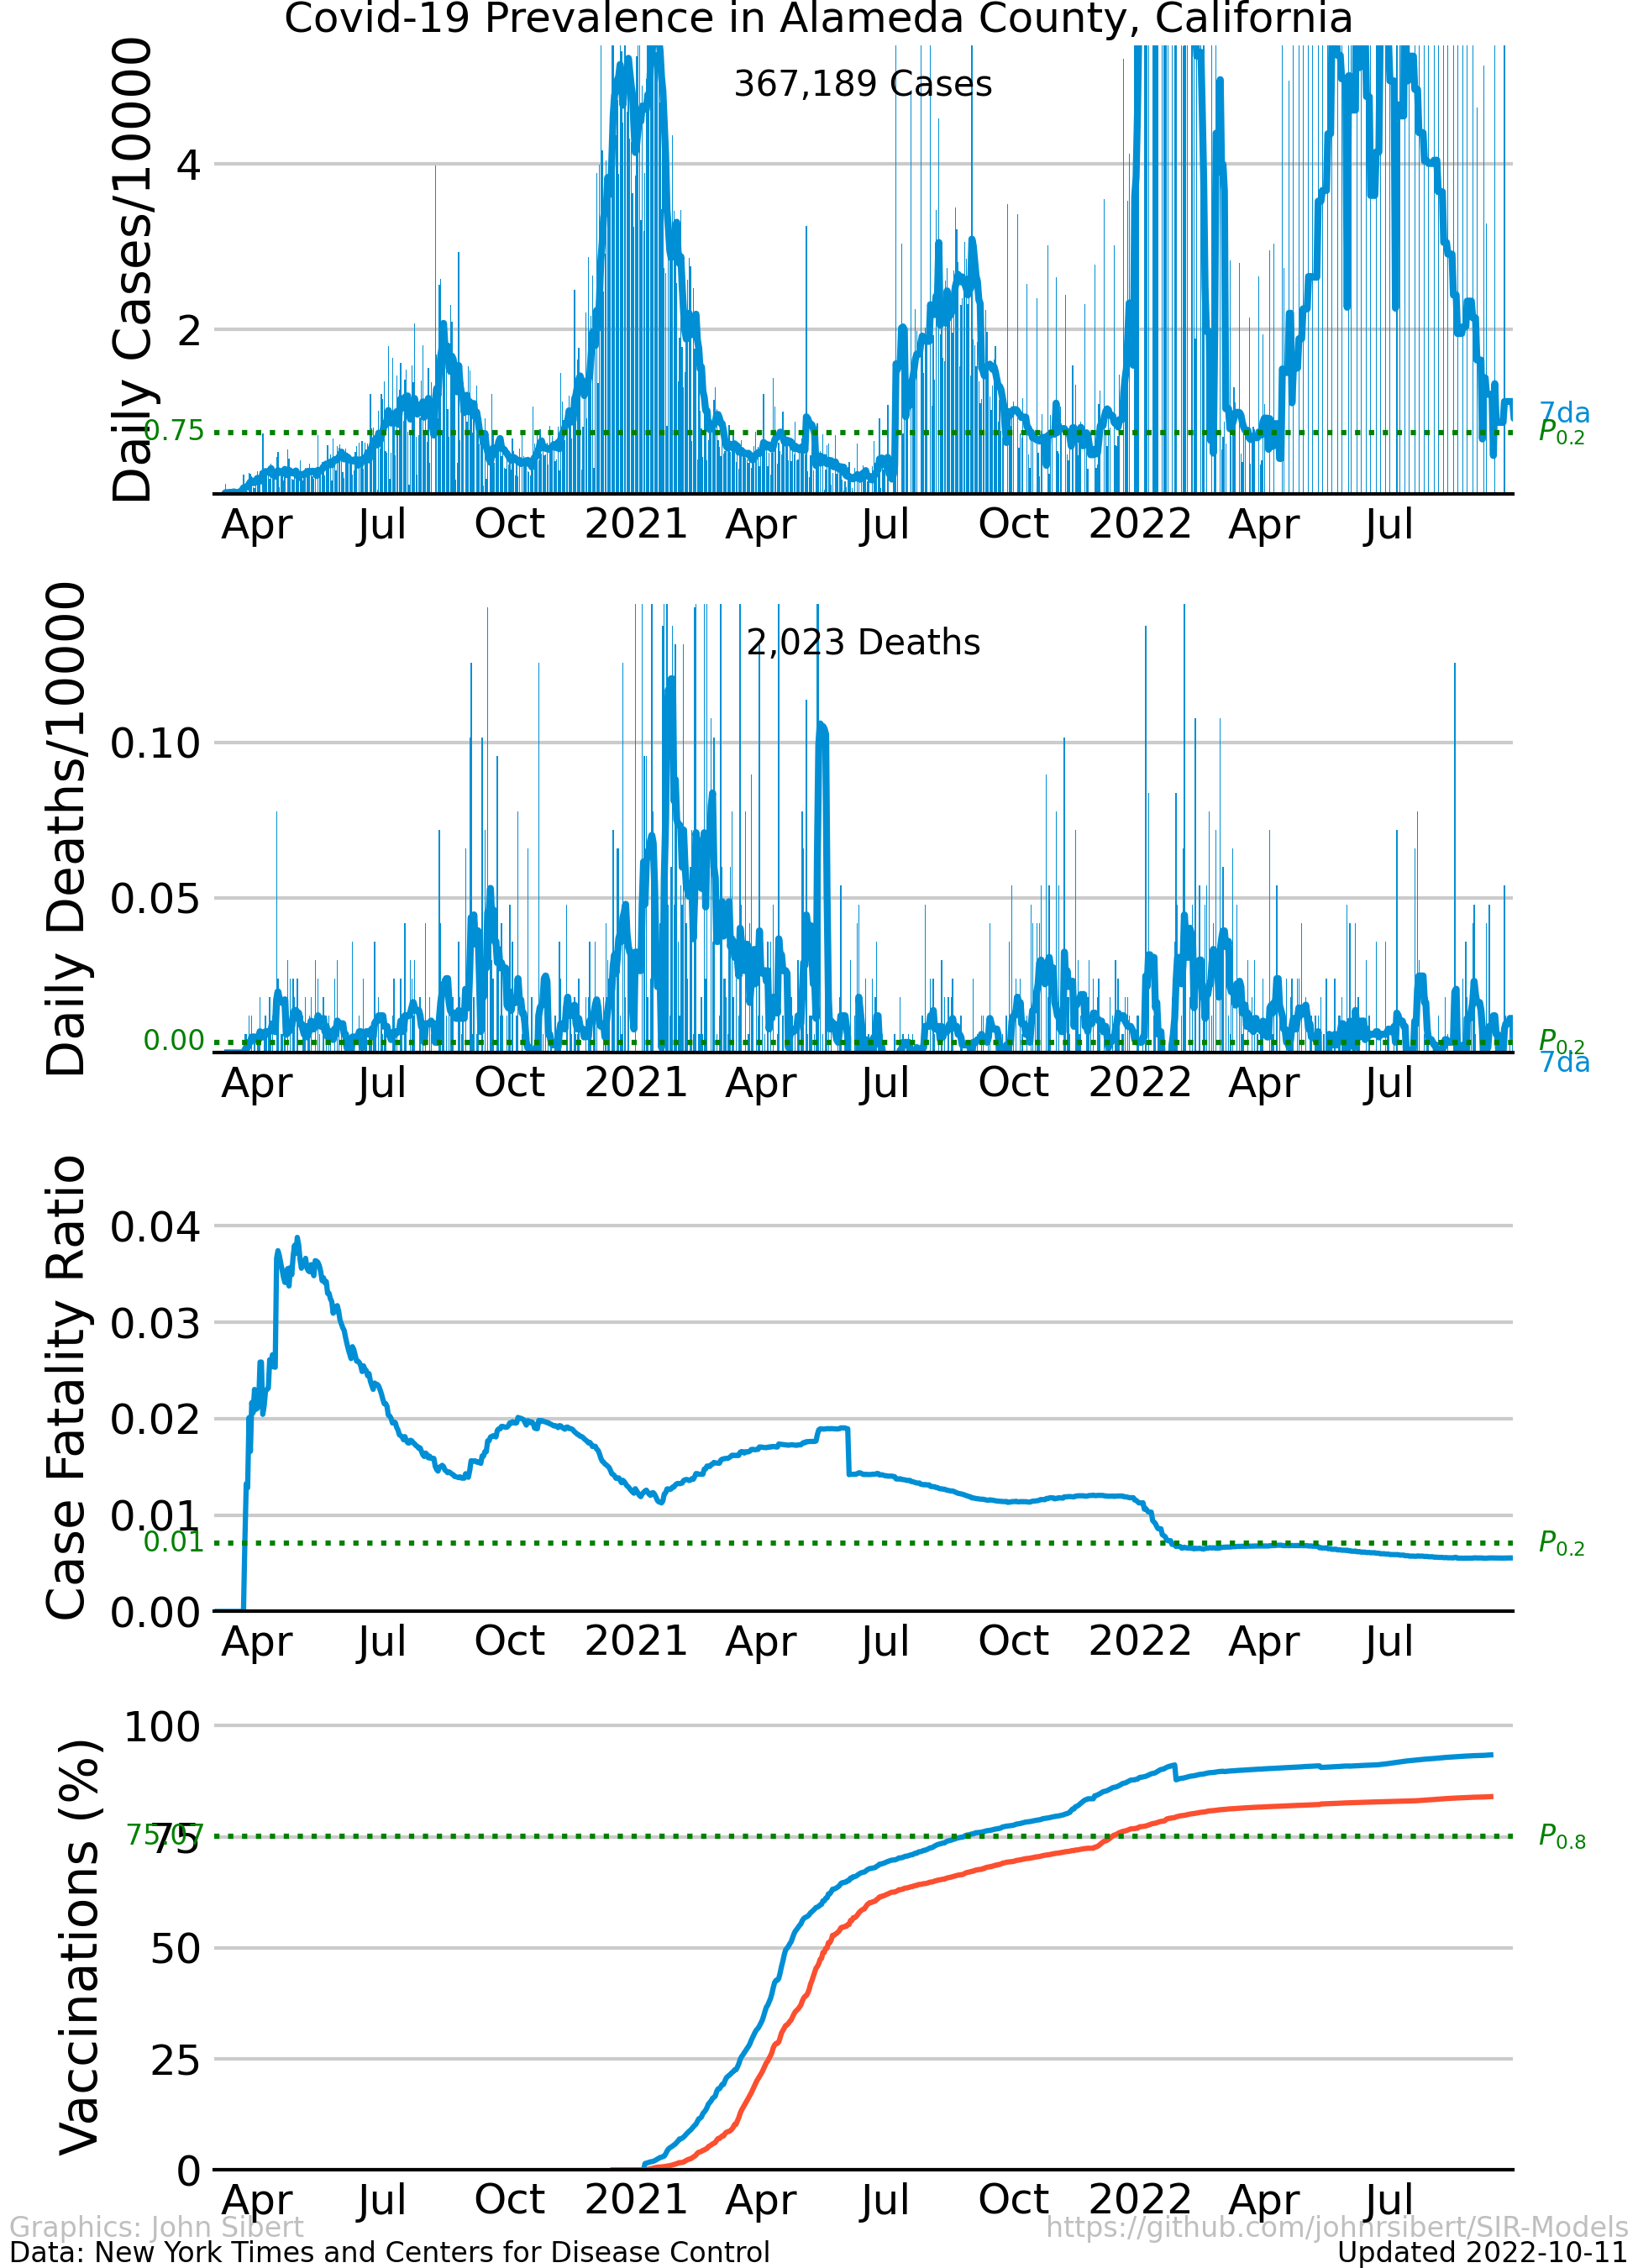 Covid-19 Prevalence in Alameda County, California
367,189 Cases
Daily Cases/10000
4
2
0.75
7da
P0.2
Apr Jul Oct 2021 Apr Jul Oct 2022 Apr Jul
2,023 Deaths
Daily Deaths/10000
0.10
0.05
0.00
P0.2
7da
Apr Jul Oct 2021 Apr Jul Oct 2022 Apr Jul
Case Fatality Ratio
0.04
0.03
0.02
0.01
0.01
P0.2
0.00
Apr Jul Oct 2021 Apr Jul Oct 2022 Apr Jul
Vaccinations (%)
100
75
75.07
P0.8
50
25
0
Apr Jul Oct 2021 Apr Jul Oct 2022 Apr Jul
Graphics: John Sibert
https://github.com/johnrsibert/SIR-Models
Data: New York Times and Centers for Disease Control
Updated 2022-10-11